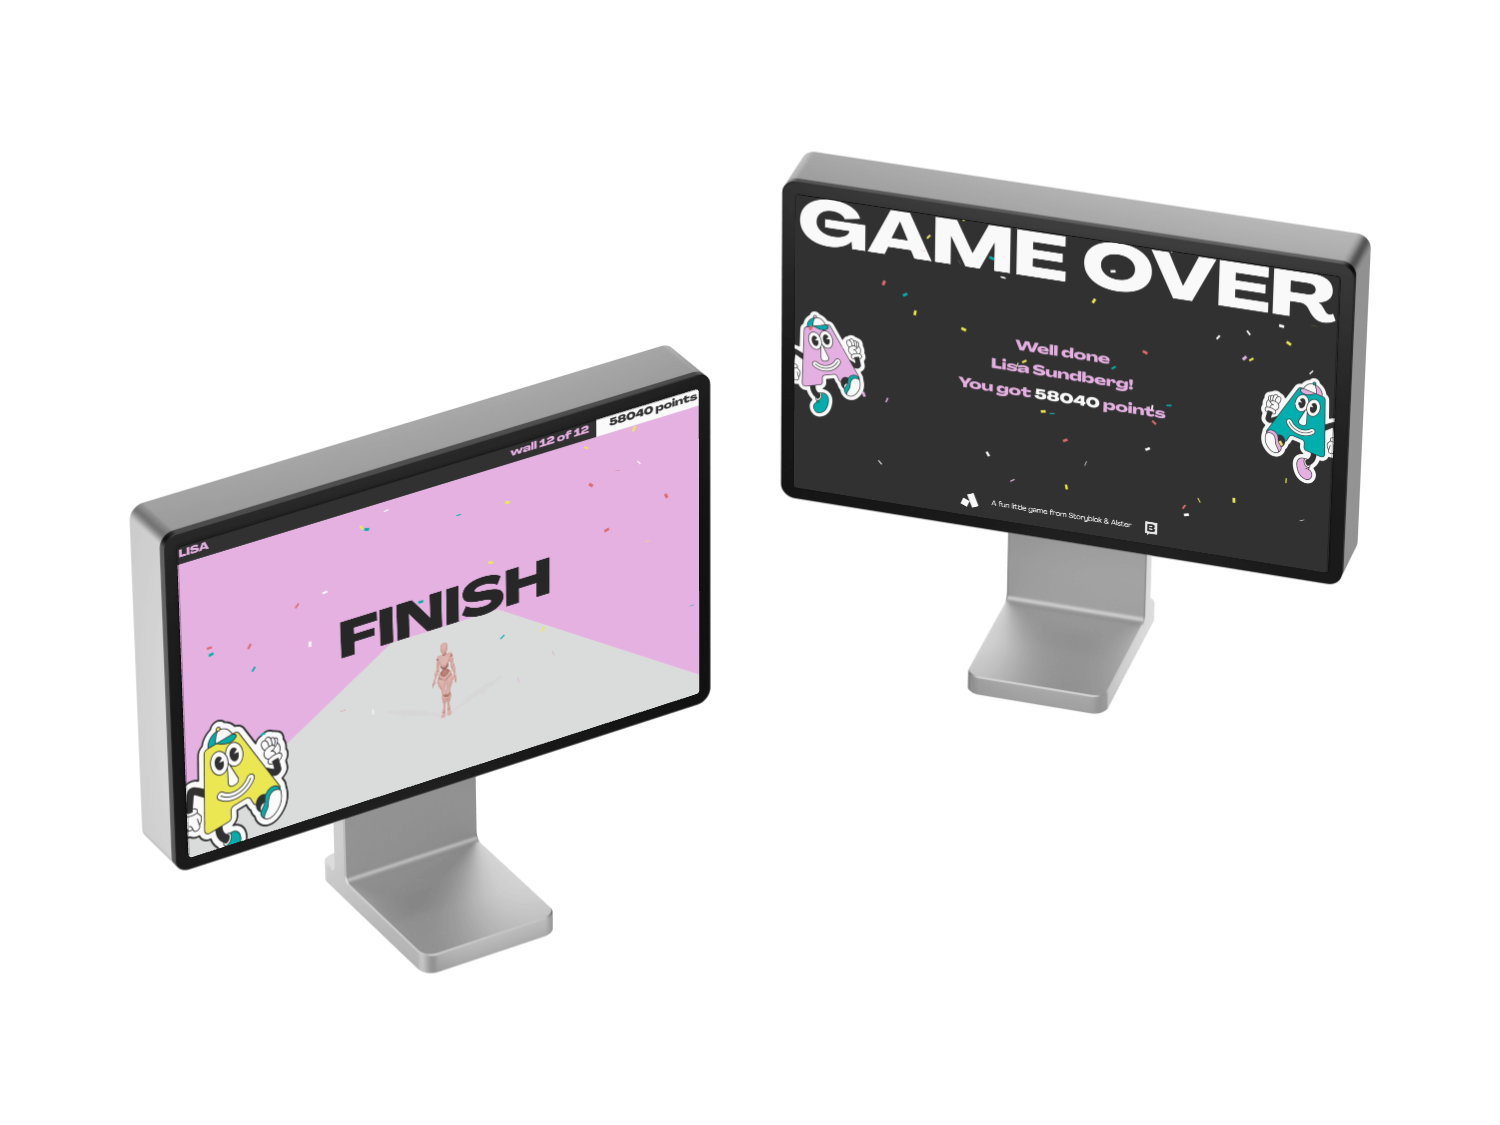 LISA
wall 12 of 12
58040 points
FINISH
GAME OVER
Well done
Lisa Sundberg!
You got 58040 points
A fun little game from Storyblok & Alster
B